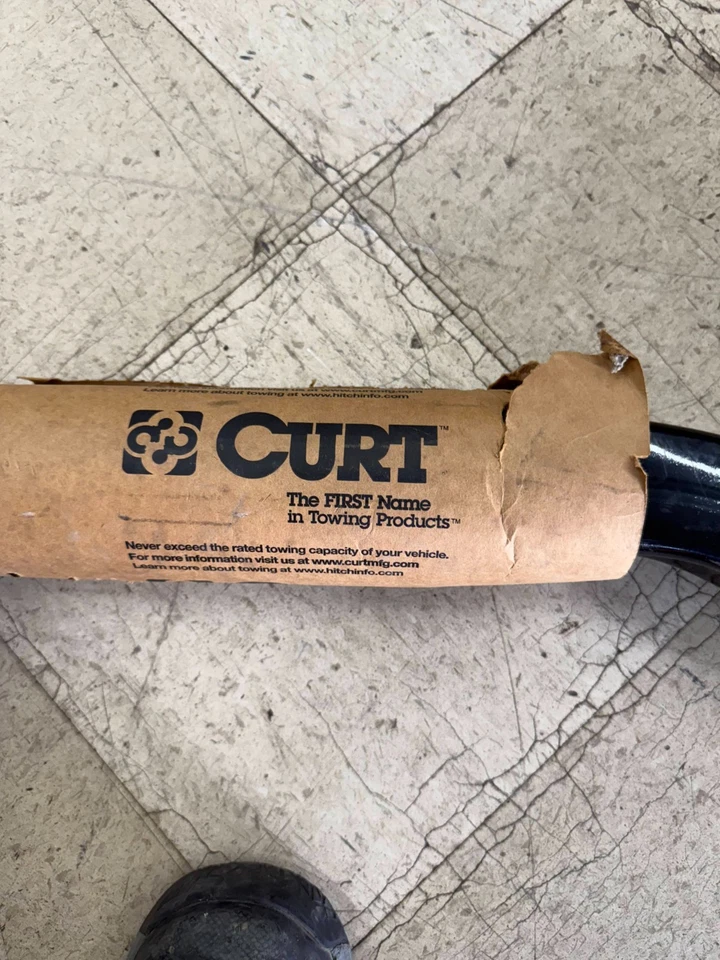 Learn more about towing at www.hitchinfo.com
CURT™
The FIRST Name
in Towing Products™
Never exceed the rated towing capacity of your vehicle.
For more information visit us at www.curtmfg.com
Learn more about towing at www.hitchinfo.com